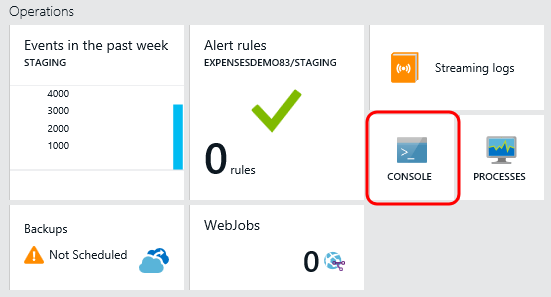 Operations
Events in the past week
STAGING
4000
3000
2000
1000
Alert rules
EXPENSESDEMO83/STAGING
0 rules
Streaming logs
>_
CONSOLE
PROCESSES
Backups
Not Scheduled
WebJobs
0